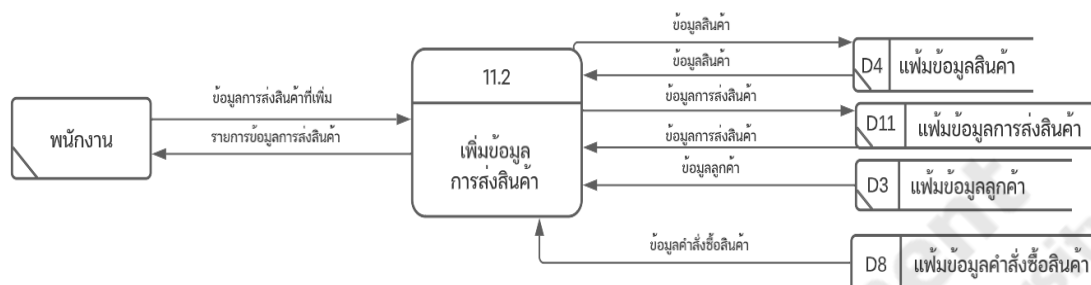 ข้อมูลสินค้า
D4 แฟ้มข้อมูลสินค้า
ข้อมูลสินค้า
11.2
ข้อมูลการส่งสินค้าที่เพิ่ม
ข้อมูลการส่งสินค้า
D11 แฟ้มข้อมูลการส่งสินค้า
พนักงาน
รายการข้อมูลการส่งสินค้า
ข้อมูลการส่งสินค้า
เพิ่มข้อมูล
การส่งสินค้า
ข้อมูลลูกค้า
D3 แฟ้มข้อมูลลูกค้า
ข้อมูลคำสั่งซื้อสินค้า
D8 แฟ้มข้อมูลคำสั่งซื้อสินค้า